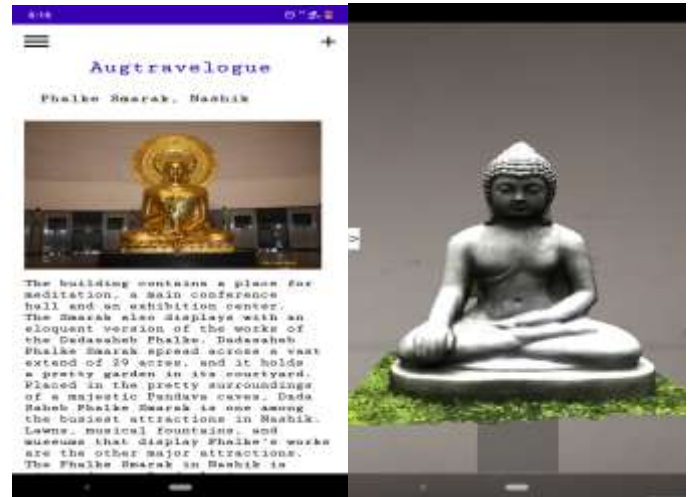 Augtravelogue
Phalke Smarak, Nashik
The building contains a place for
meditation, a main conference
hall and an exhibition center.
The Smarak also displays with an
eloquent version of the works of
the Dadasaheb Phalke. Dadasaheb
Phalke Smarak spread across a vast
extend of 29 acres, and it holds
a pretty garden in its courtyard.
Placed in the pretty surroundings
of a majestic Pandava caves, Dada
Saheb Phalke Smarak is one among
the busiest attractions in Nashik.
Lawns, musical fountains, and
museums that display Phalke's works
are the other major attractions.
The Phalke Smarak in Nashik is